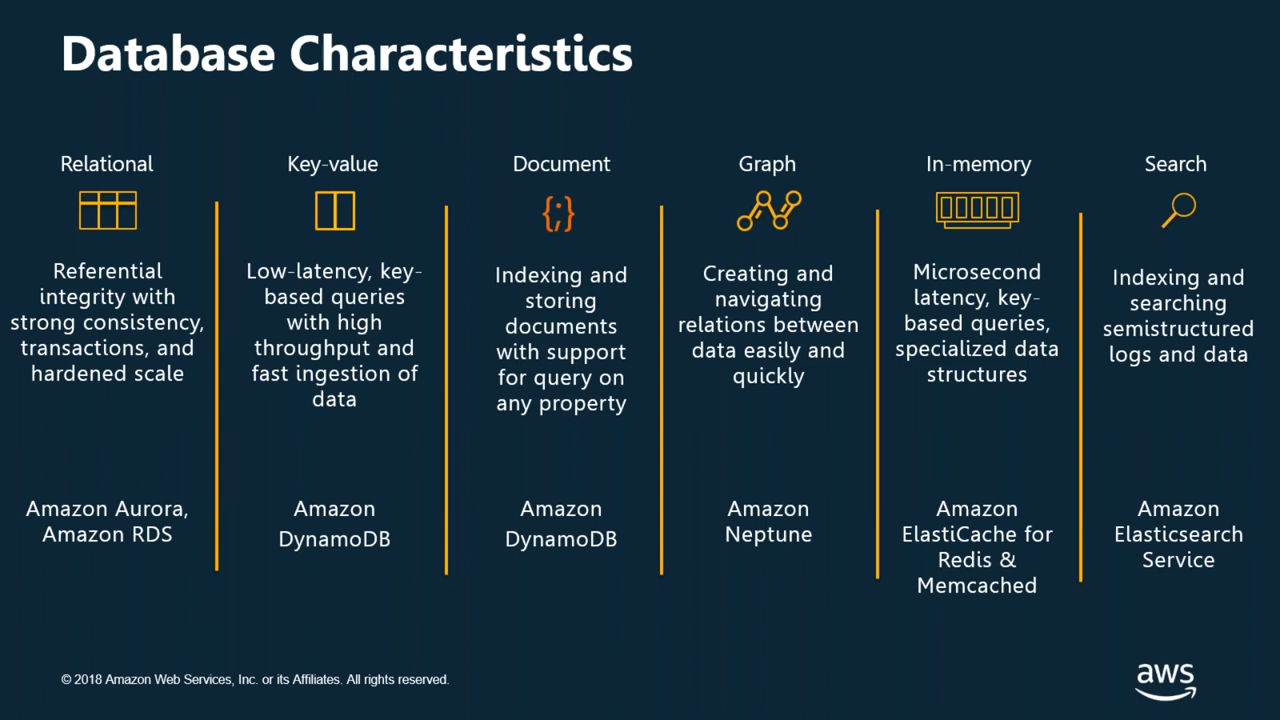 Database Characteristics
Relational
Referential
integrity with
strong consistency,
transactions, and
hardened scale
Amazon Aurora,
Amazon RDS
Key-value
Low-latency, key-
based queries
with high
throughput and
fast ingestion of
data
Amazon
DynamoDB
Document
{;}
Indexing and
storing
documents
with support
for query on
any property
Amazon
DynamoDB
Graph
Creating and
navigating
relations between
data easily and
quickly
Amazon
Neptune
In-memory
Microsecond
latency, key-
based queries,
specialized data
structures
Amazon
ElastiCache for
Redis &
Memcached
Search
Indexing and
searching
semistructured
logs and data
Amazon
Elasticsearch
Service
© 2018 Amazon Web Services, Inc. or its Affiliates. All rights reserved.
aws